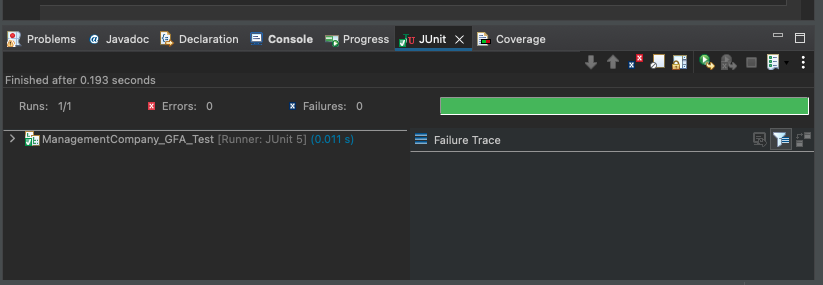 Problems @ Javadoc Declaration Console Progress JUnit Coverage
Finished after 0.193 seconds
Runs: 1/1 Errors: 0 Failures: 0
ManagementCompany_GFA_Test [Runner: JUnit 5] (0.011 s)
Failure Trace